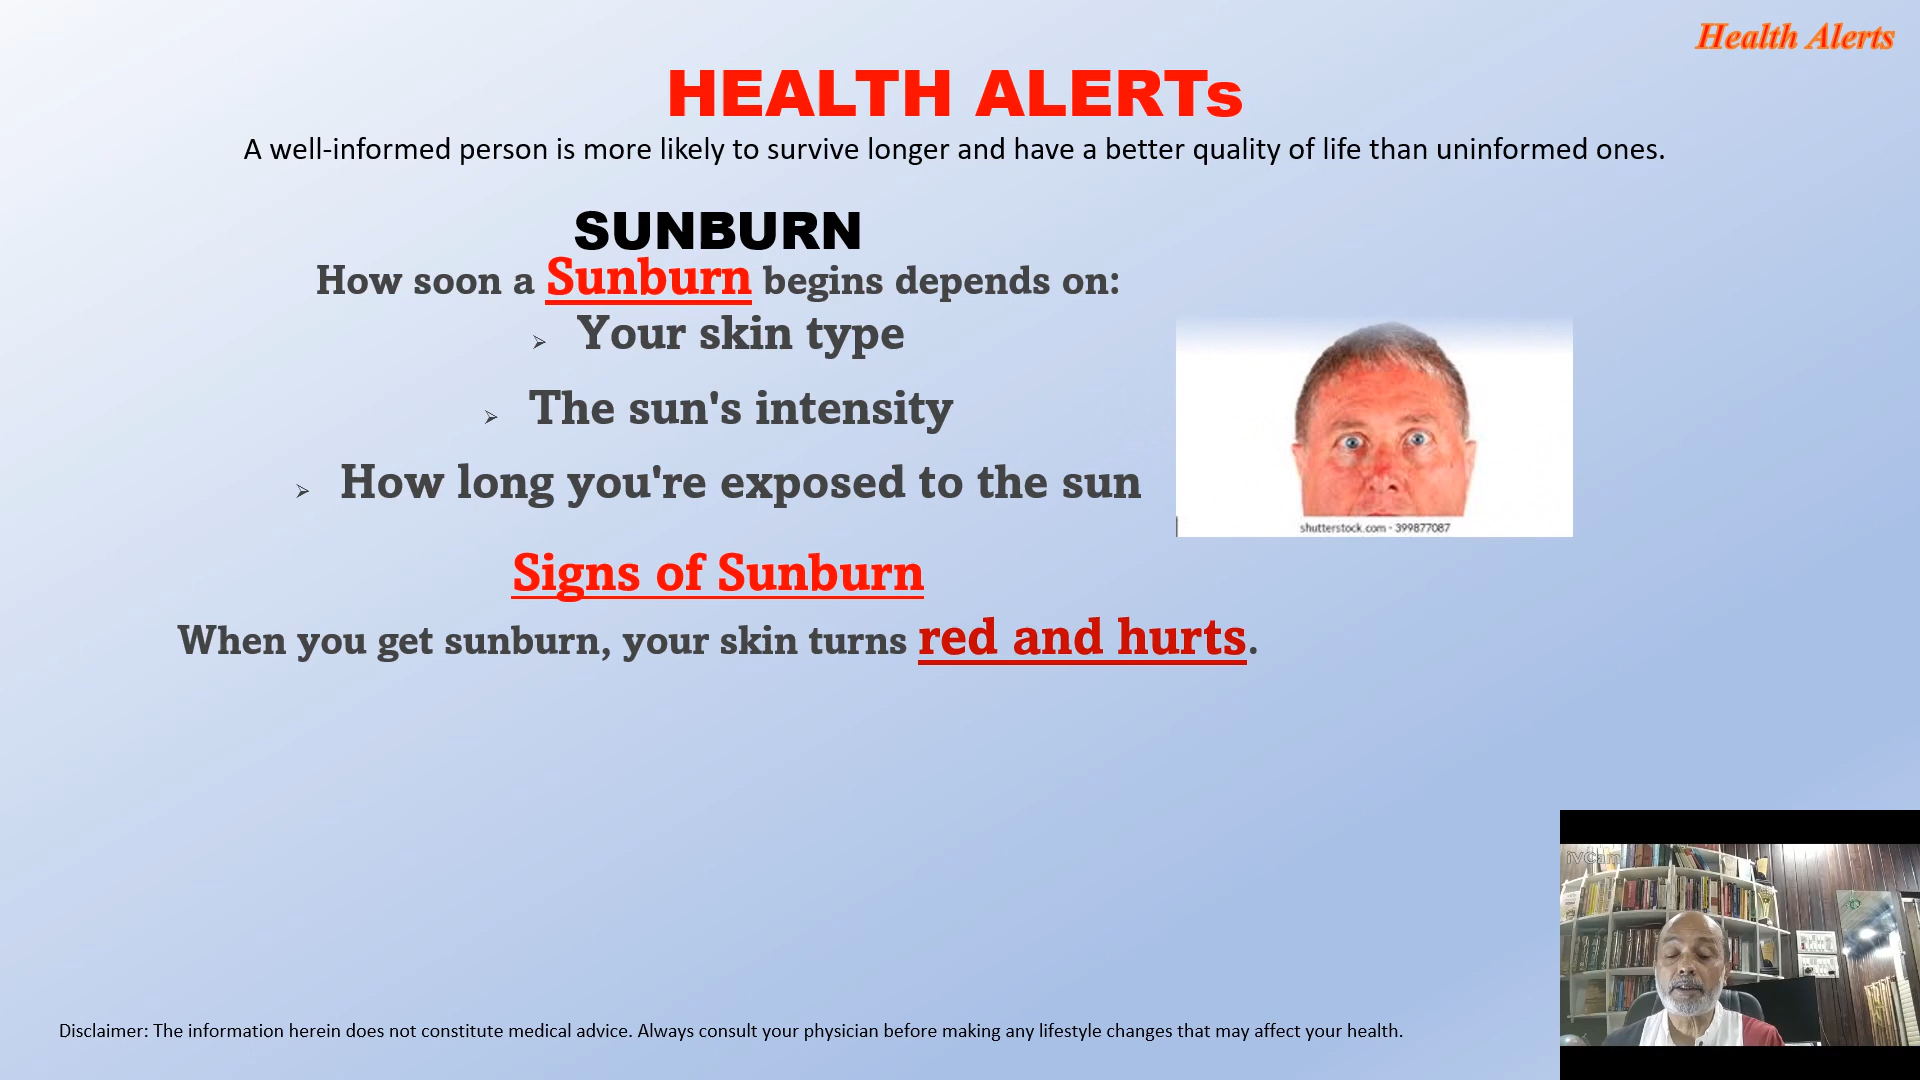 Health Alerts
HEALTH ALERTs
A well-informed person is more likely to survive longer and have a better quality of life than uninformed ones.
SUNBURN
How soon a Sunburn begins depends on:
➢ Your skin type
➢ The sun's intensity
➢ How long you're exposed to the sun
shutterstock.com · 399877087
Signs of Sunburn
When you get sunburn, your skin turns red and hurts.
iVCam
Disclaimer: The information herein does not constitute medical advice. Always consult your physician before making any lifestyle changes that may affect your health.